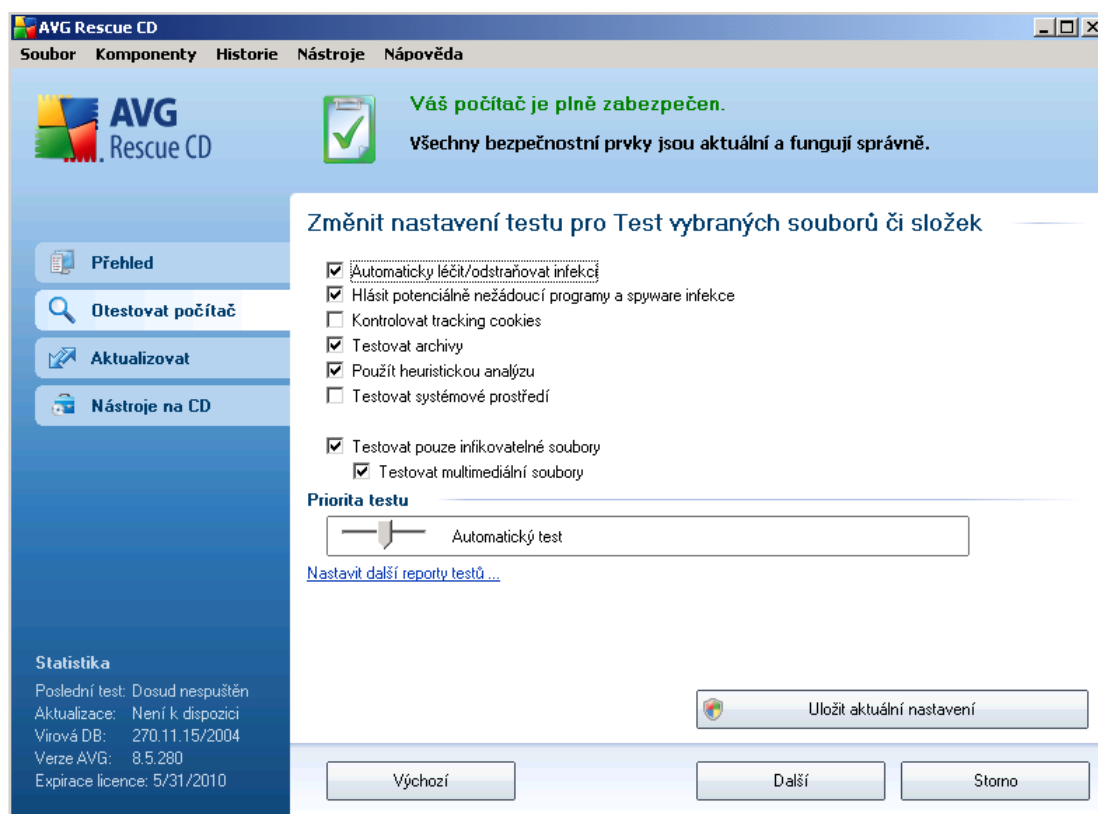 AVG Rescue CD
Soubor Komponenty Historie Nástroje Nápověda
AVG
Rescue CD
Váš počítač je plně zabezpečen.
Všechny bezpečnostní prvky jsou aktuální a fungují správně.
Přehled
Otestovat počítač
Aktualizovat
Nástroje na CD
Změnit nastavení testu pro Test vybraných souborů či složek
Automaticky léčit/odstraňovat infekci
Hlásit potenciálně nežádoucí programy a spyware infekce
Kontrolovat tracking cookies
Testovat archivy
Použít heuristickou analýzu
Testovat systémové prostředí
Testovat pouze infikovatelné soubory
Testovat multimediální soubory
Priorita testu
Automatický test
Nastavit další reporty testů ...
Statistika
Poslední test: Dosud nespuštěn
Aktualizace: Není k dispozici
Virová DB: 270.11.15/2004
Verze AVG: 8.5.280
Expirace licence: 5/31/2010
Uložit aktuální nastavení
Výchozí
Další
Storno